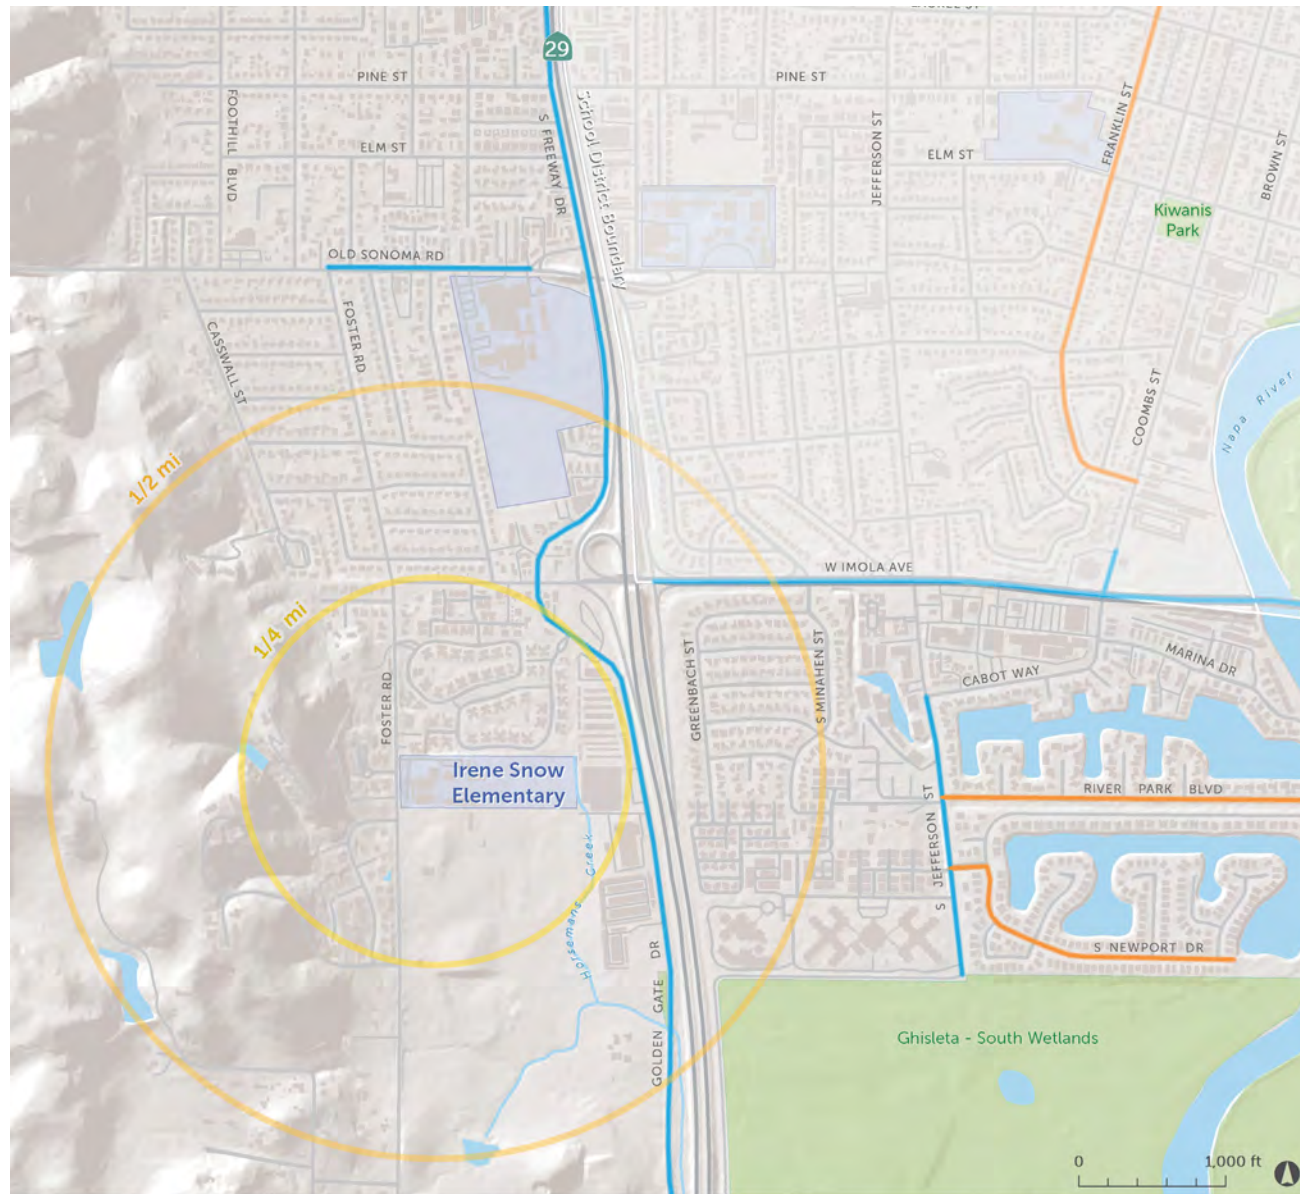 LAUREL ST
29
PINE ST
PINE ST
FOOTHILL BLVD
S FREEWAY DR
School District Boundary
JEFFERSON ST
FRANKLIN ST
BROWN ST
ELM ST
ELM ST
Kiwanis
Park
OLD SONOMA RD
CASSWALL ST
FOSTER RD
COOMBS ST
Napa River
1/2 mi
W IMOLA AVE
1/4 mi
FOSTER RD
GREENBACH ST
S MINAHEN ST
CABOT WAY
MARINA DR
Irene Snow
Elementary
RIVER PARK BLVD
S JEFFERSON ST
Horsemans Creek
S NEWPORT DR
GOLDEN GATE DR
Ghisleta - South Wetlands
0
1,000 ft